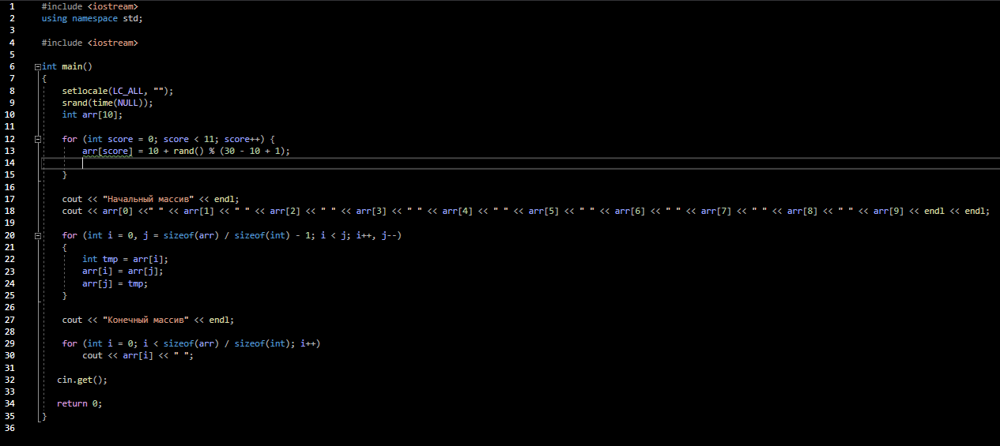 1 #include <iostream>
2 using namespace std;
3
4 #include <iostream>
5
6 int main()
7 {
8 setlocale(LC_ALL, "");
9 srand(time(NULL));
10 int arr[10];
11
12 for (int score = 0; score < 11; score++) {
13 arr[score] = 10 + rand() % (30 - 10 + 1);
14
15 }
16
17 cout << "Начальный массив" << endl;
18 cout << arr[0] <<" " << arr[1] << " " << arr[2] << " " << arr[3] << " " << arr[4] << " " << arr[5] << " " << arr[6] << " " << arr[7] << " " << arr[8] << " " << arr[9] << endl << endl;
19
20 for (int i = 0, j = sizeof(arr) / sizeof(int) - 1; i < j; i++, j--)
21 {
22 int tmp = arr[i];
23 arr[i] = arr[j];
24 arr[j] = tmp;
25 }
26
27 cout << "Конечный массив" << endl;
28
29 for (int i = 0; i < sizeof(arr) / sizeof(int); i++)
30 cout << arr[i] << " ";
31
32 cin.get();
33
34 return 0;
35 }
36